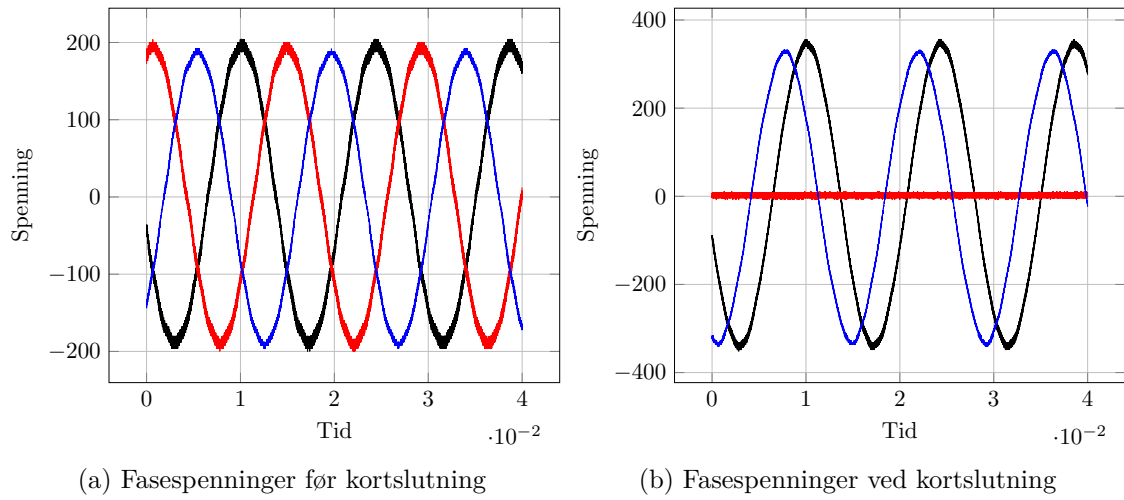 200
100
0
−100
−200
Spenning
0 1 2 3 4
·10−2
Tid
(a) Fasespenninger før kortslutning
400
200
0
−200
−400
Spenning
0 1 2 3 4
·10−2
Tid
(b) Fasespenninger ved kortslutning